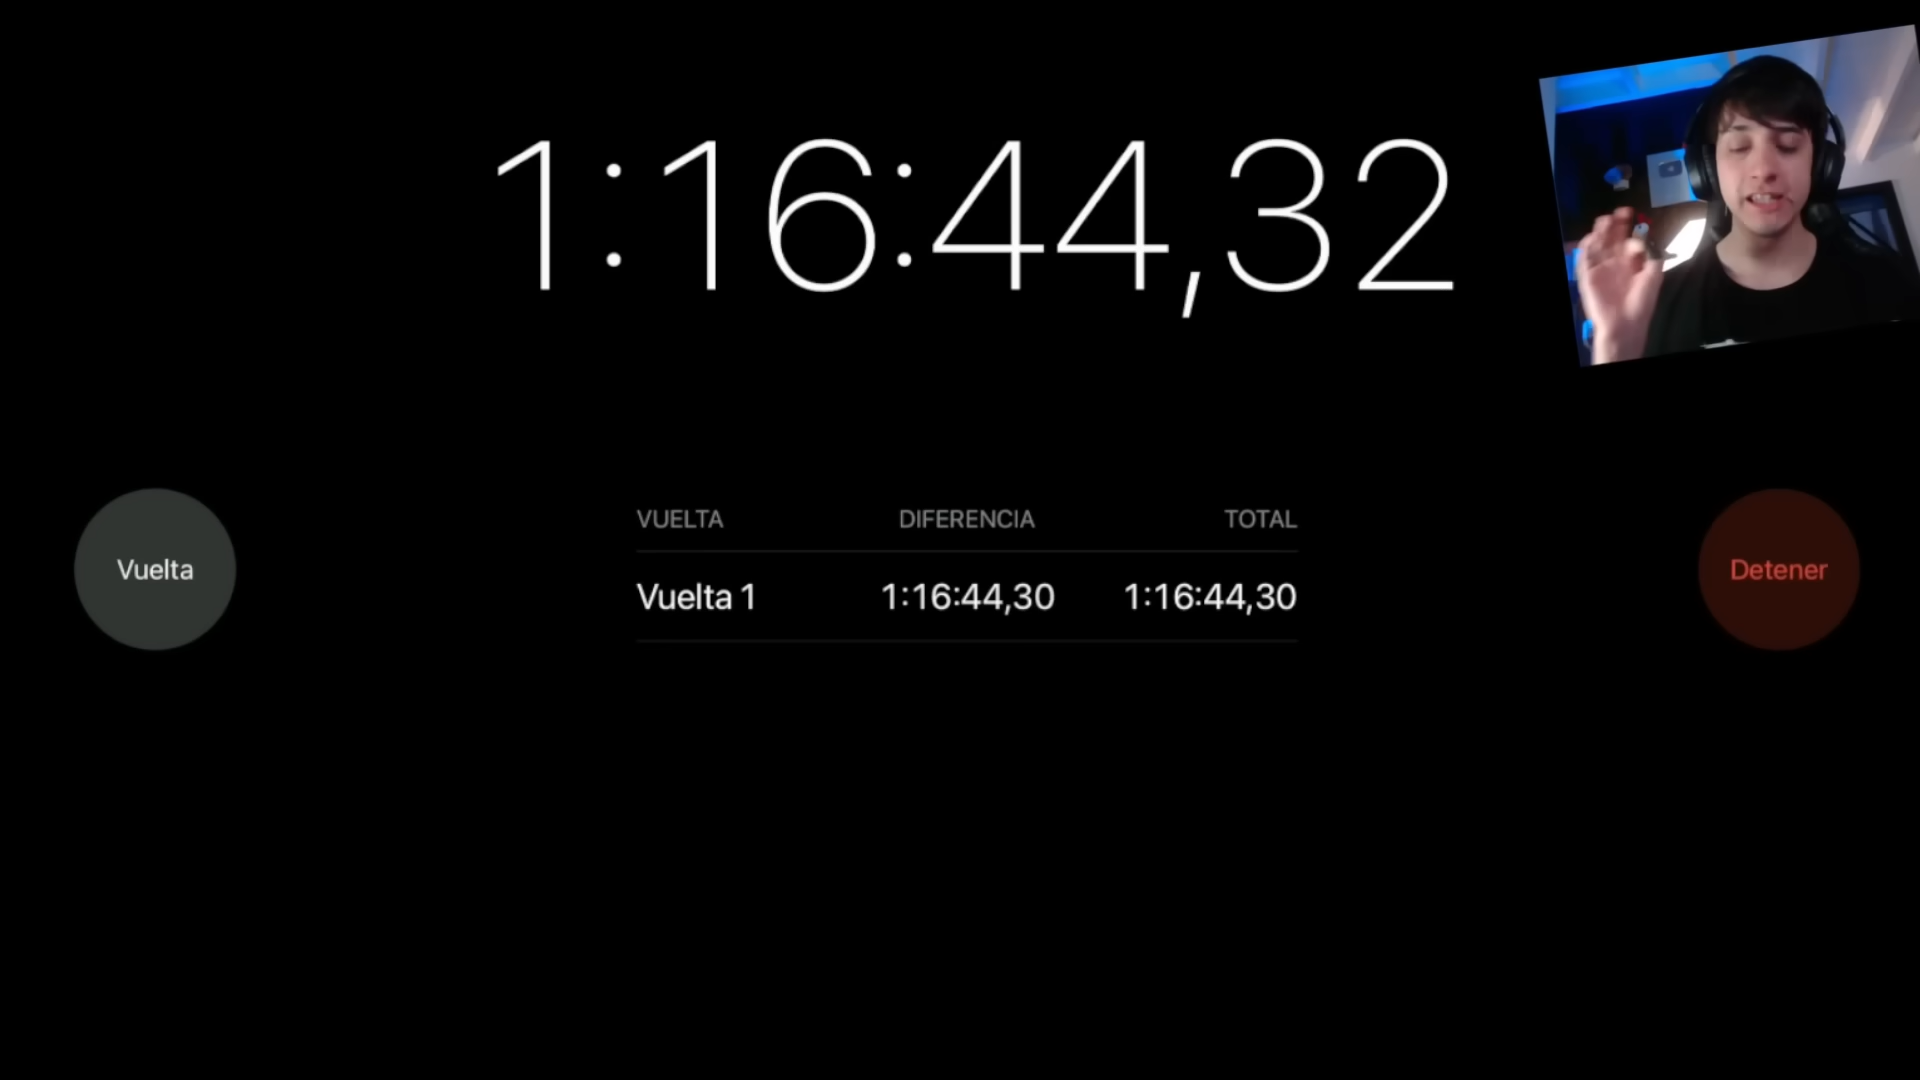 1:16:44,32
VUELTA DIFERENCIA TOTAL
Vuelta
Vuelta 1 1:16:44,30 1:16:44,30
Detener